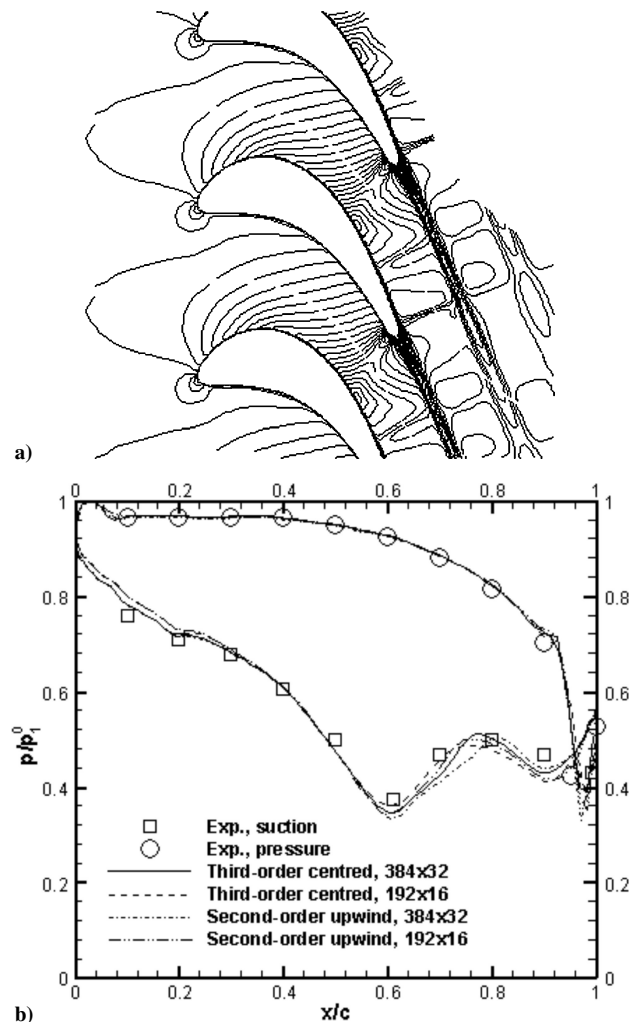 a)
0 0.2 0.4 0.6 0.8 1
1 1
0.8 0.8
0.6 0.6
p/p₁⁰
0.4 0.4
Exp., suction
Exp., pressure
Third-order centred, 384x32
0.2 0.2
Third-order centred, 192x16
Second-order upwind, 384x32
Second-order upwind, 192x16
0 0
0 0.2 0.4 0.6 0.8 1
b) x/c